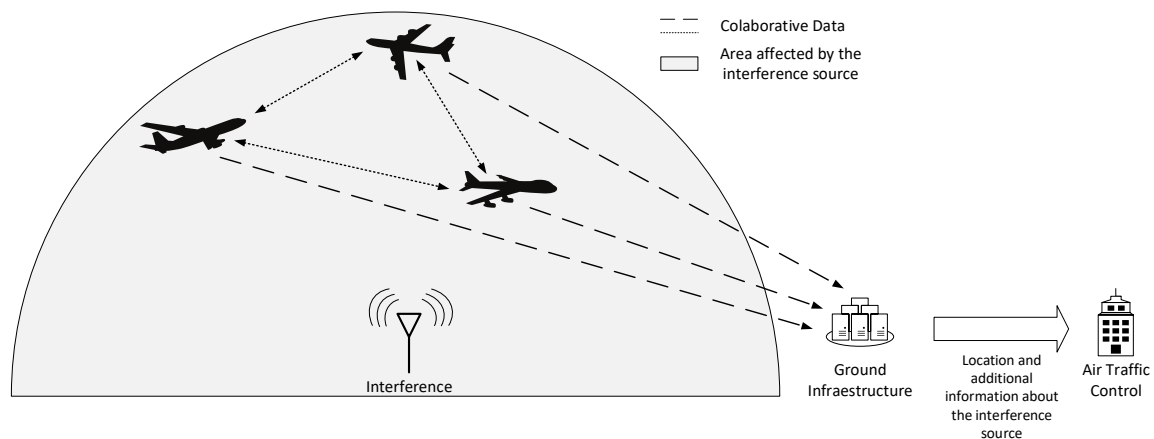 Colaborative Data
Area affected by the
interference source
Interference
Ground
Infraestructure
Location and
additional
information about
the interference
source
Air Traffic
Control